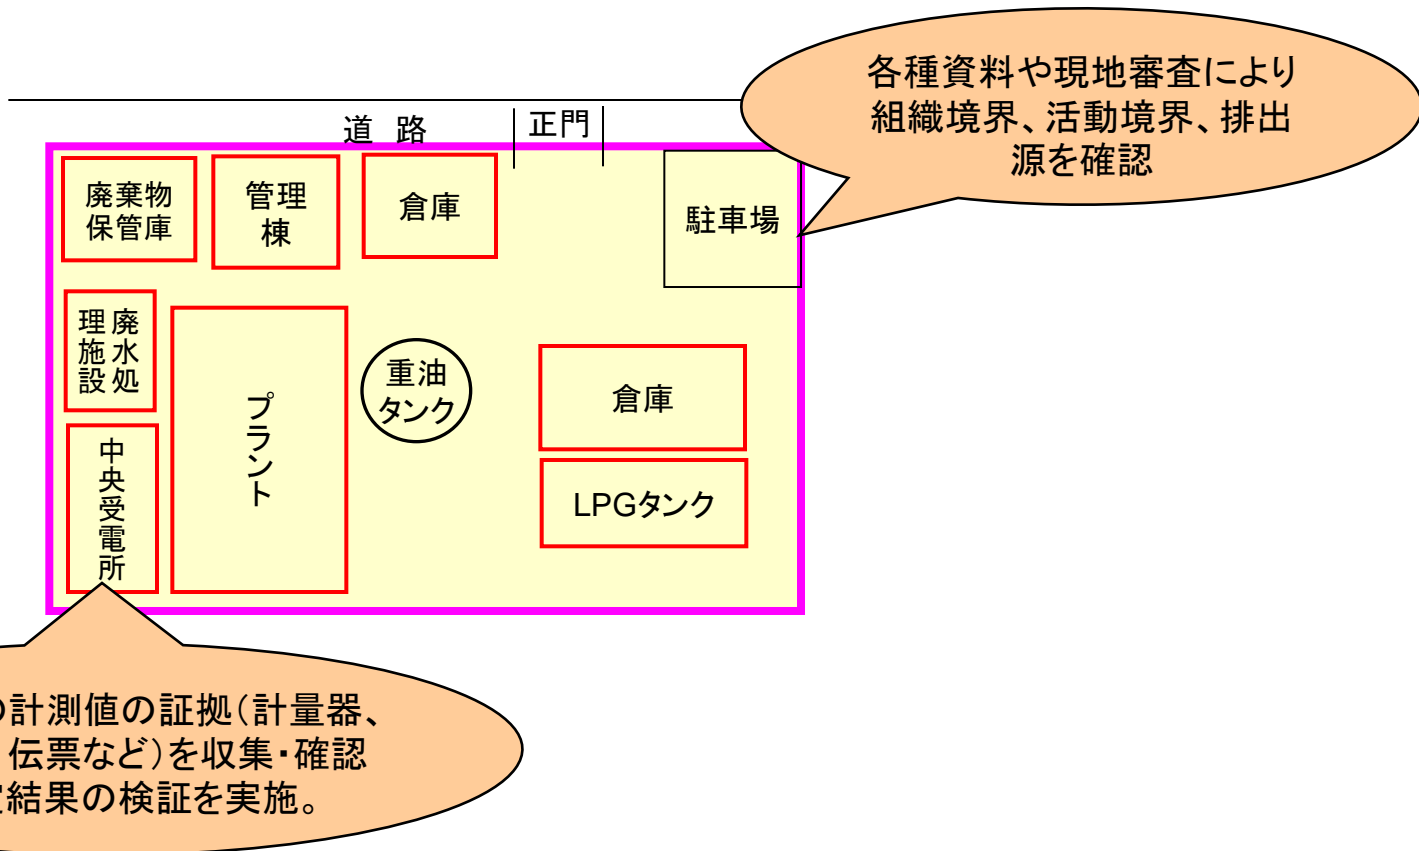 各種資料や現地審査により
組織境界、活動境界、排出
源を確認
道 路
正門
廃棄物
保管庫
管理
棟
倉庫
駐車場
廃水処
理施設
プラント
重油
タンク
倉庫
中央受電所
LPGタンク
の計測値の証拠(計量器、
伝票など)を収集・確認
結果の検証を実施。